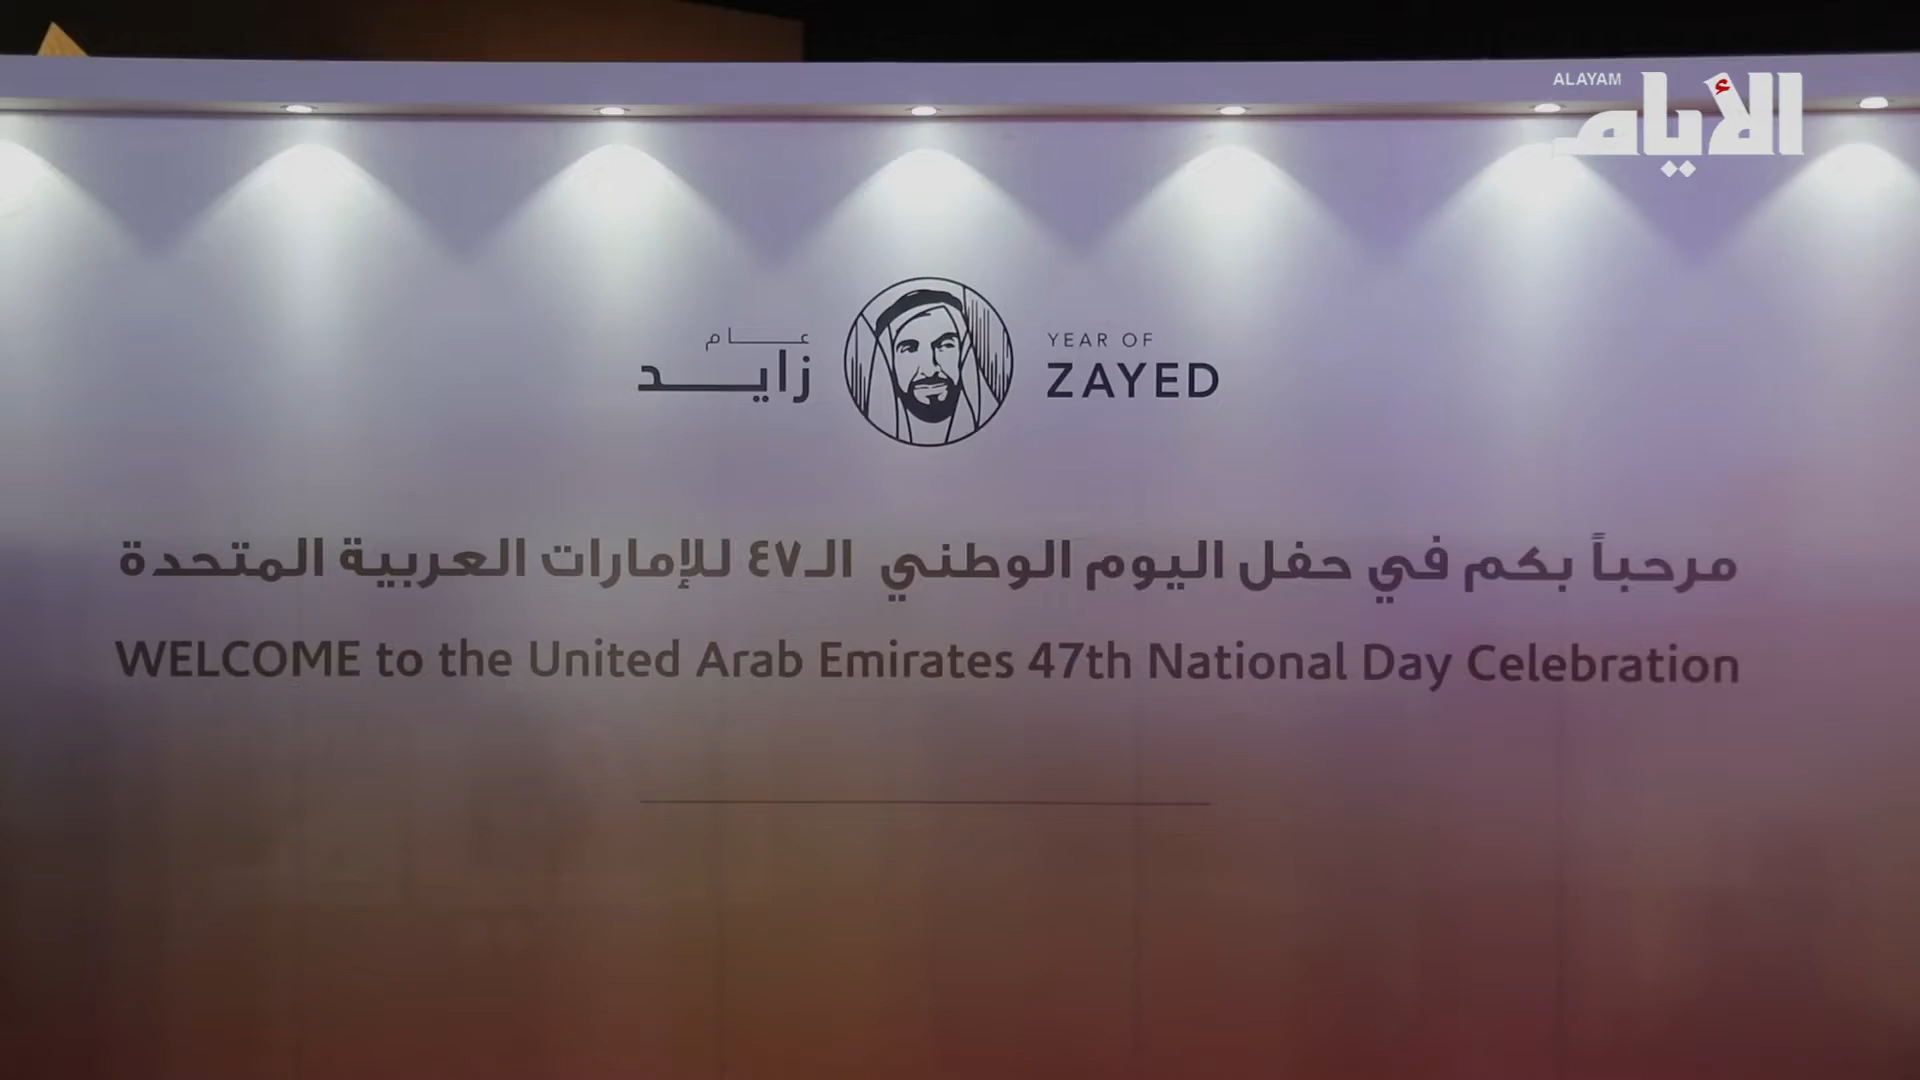 ALAYAM
الأيام
عام
زايد
YEAR OF
ZAYED
مرحباً بكم في حفل اليوم الوطني الـ٤٧ للإمارات العربية المتحدة
WELCOME to the United Arab Emirates 47th National Day Celebration